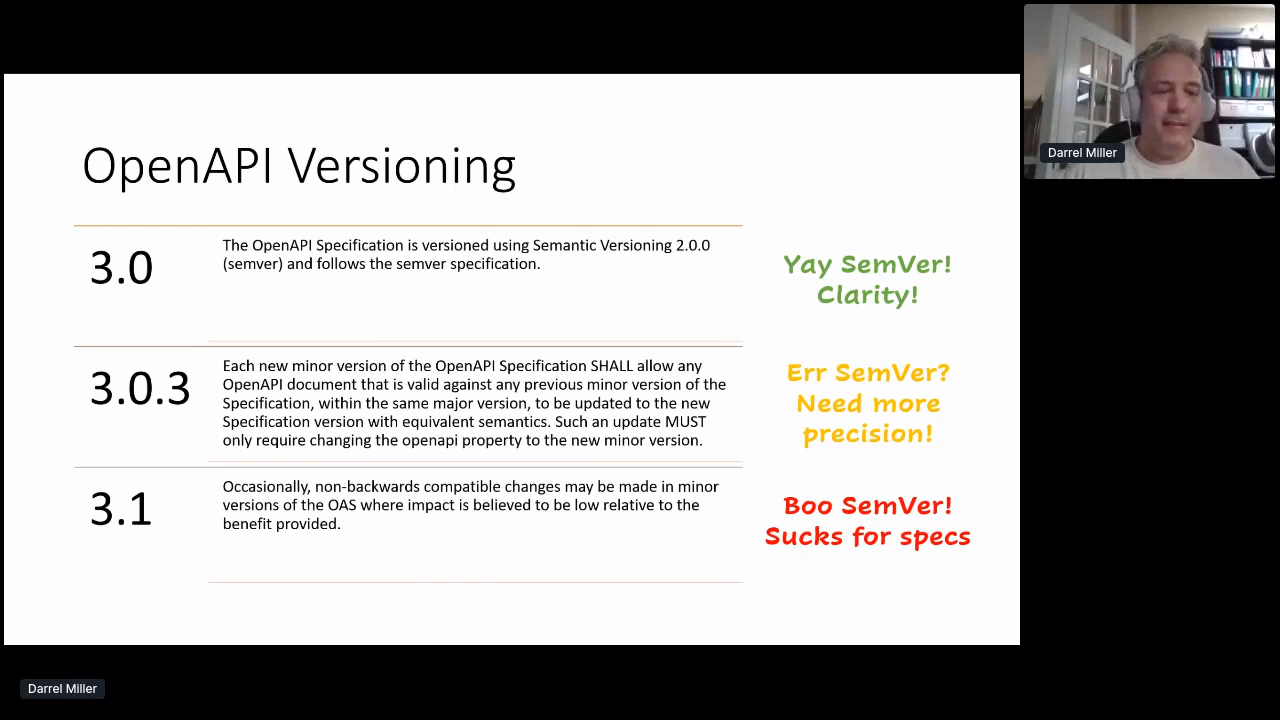 OpenAPI Versioning
3.0
The OpenAPI Specification is versioned using Semantic Versioning 2.0.0
(semver) and follows the semver specification.
Yay SemVer!
Clarity!
3.0.3
Each new minor version of the OpenAPI Specification SHALL allow any
OpenAPI document that is valid against any previous minor version of the
Specification, within the same major version, to be updated to the new
Specification version with equivalent semantics. Such an update MUST
only require changing the openapi property to the new minor version.
Err SemVer?
Need more
precision!
3.1
Occasionally, non-backwards compatible changes may be made in minor
versions of the OAS where impact is believed to be low relative to the
benefit provided.
Boo SemVer!
Sucks for specs
Darrel Miller
Darrel Miller